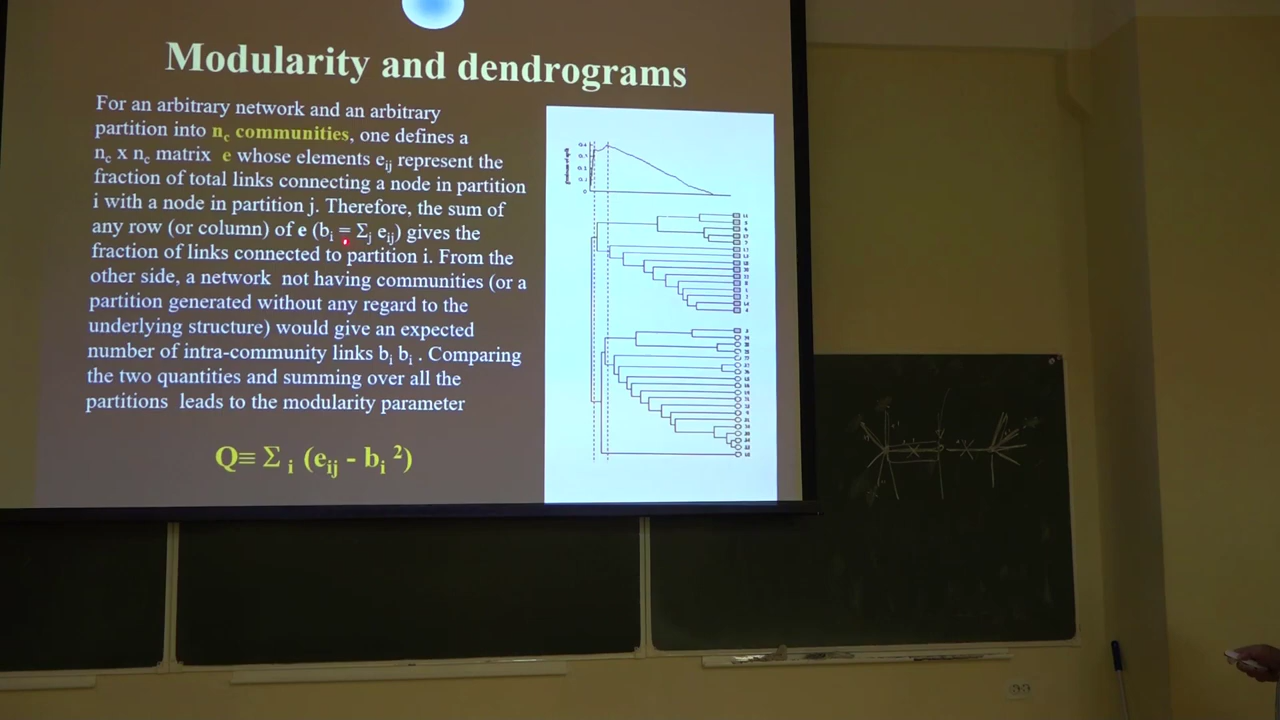 Modularity and dendrograms
For an arbitrary network and an arbitrary
partition into nc communities, one defines a
nc x nc matrix e whose elements eij represent the
fraction of total links connecting a node in partition
i with a node in partition j. Therefore, the sum of
any row (or column) of e (bi = Σj eij) gives the
fraction of links connected to partition i. From the
other side, a network not having communities (or a
partition generated without any regard to the
underlying structure) would give an expected
number of intra-community links bi bi . Comparing
the two quantities and summing over all the
partitions leads to the modularity parameter
Q≡ Σ i (eij - bi 2)